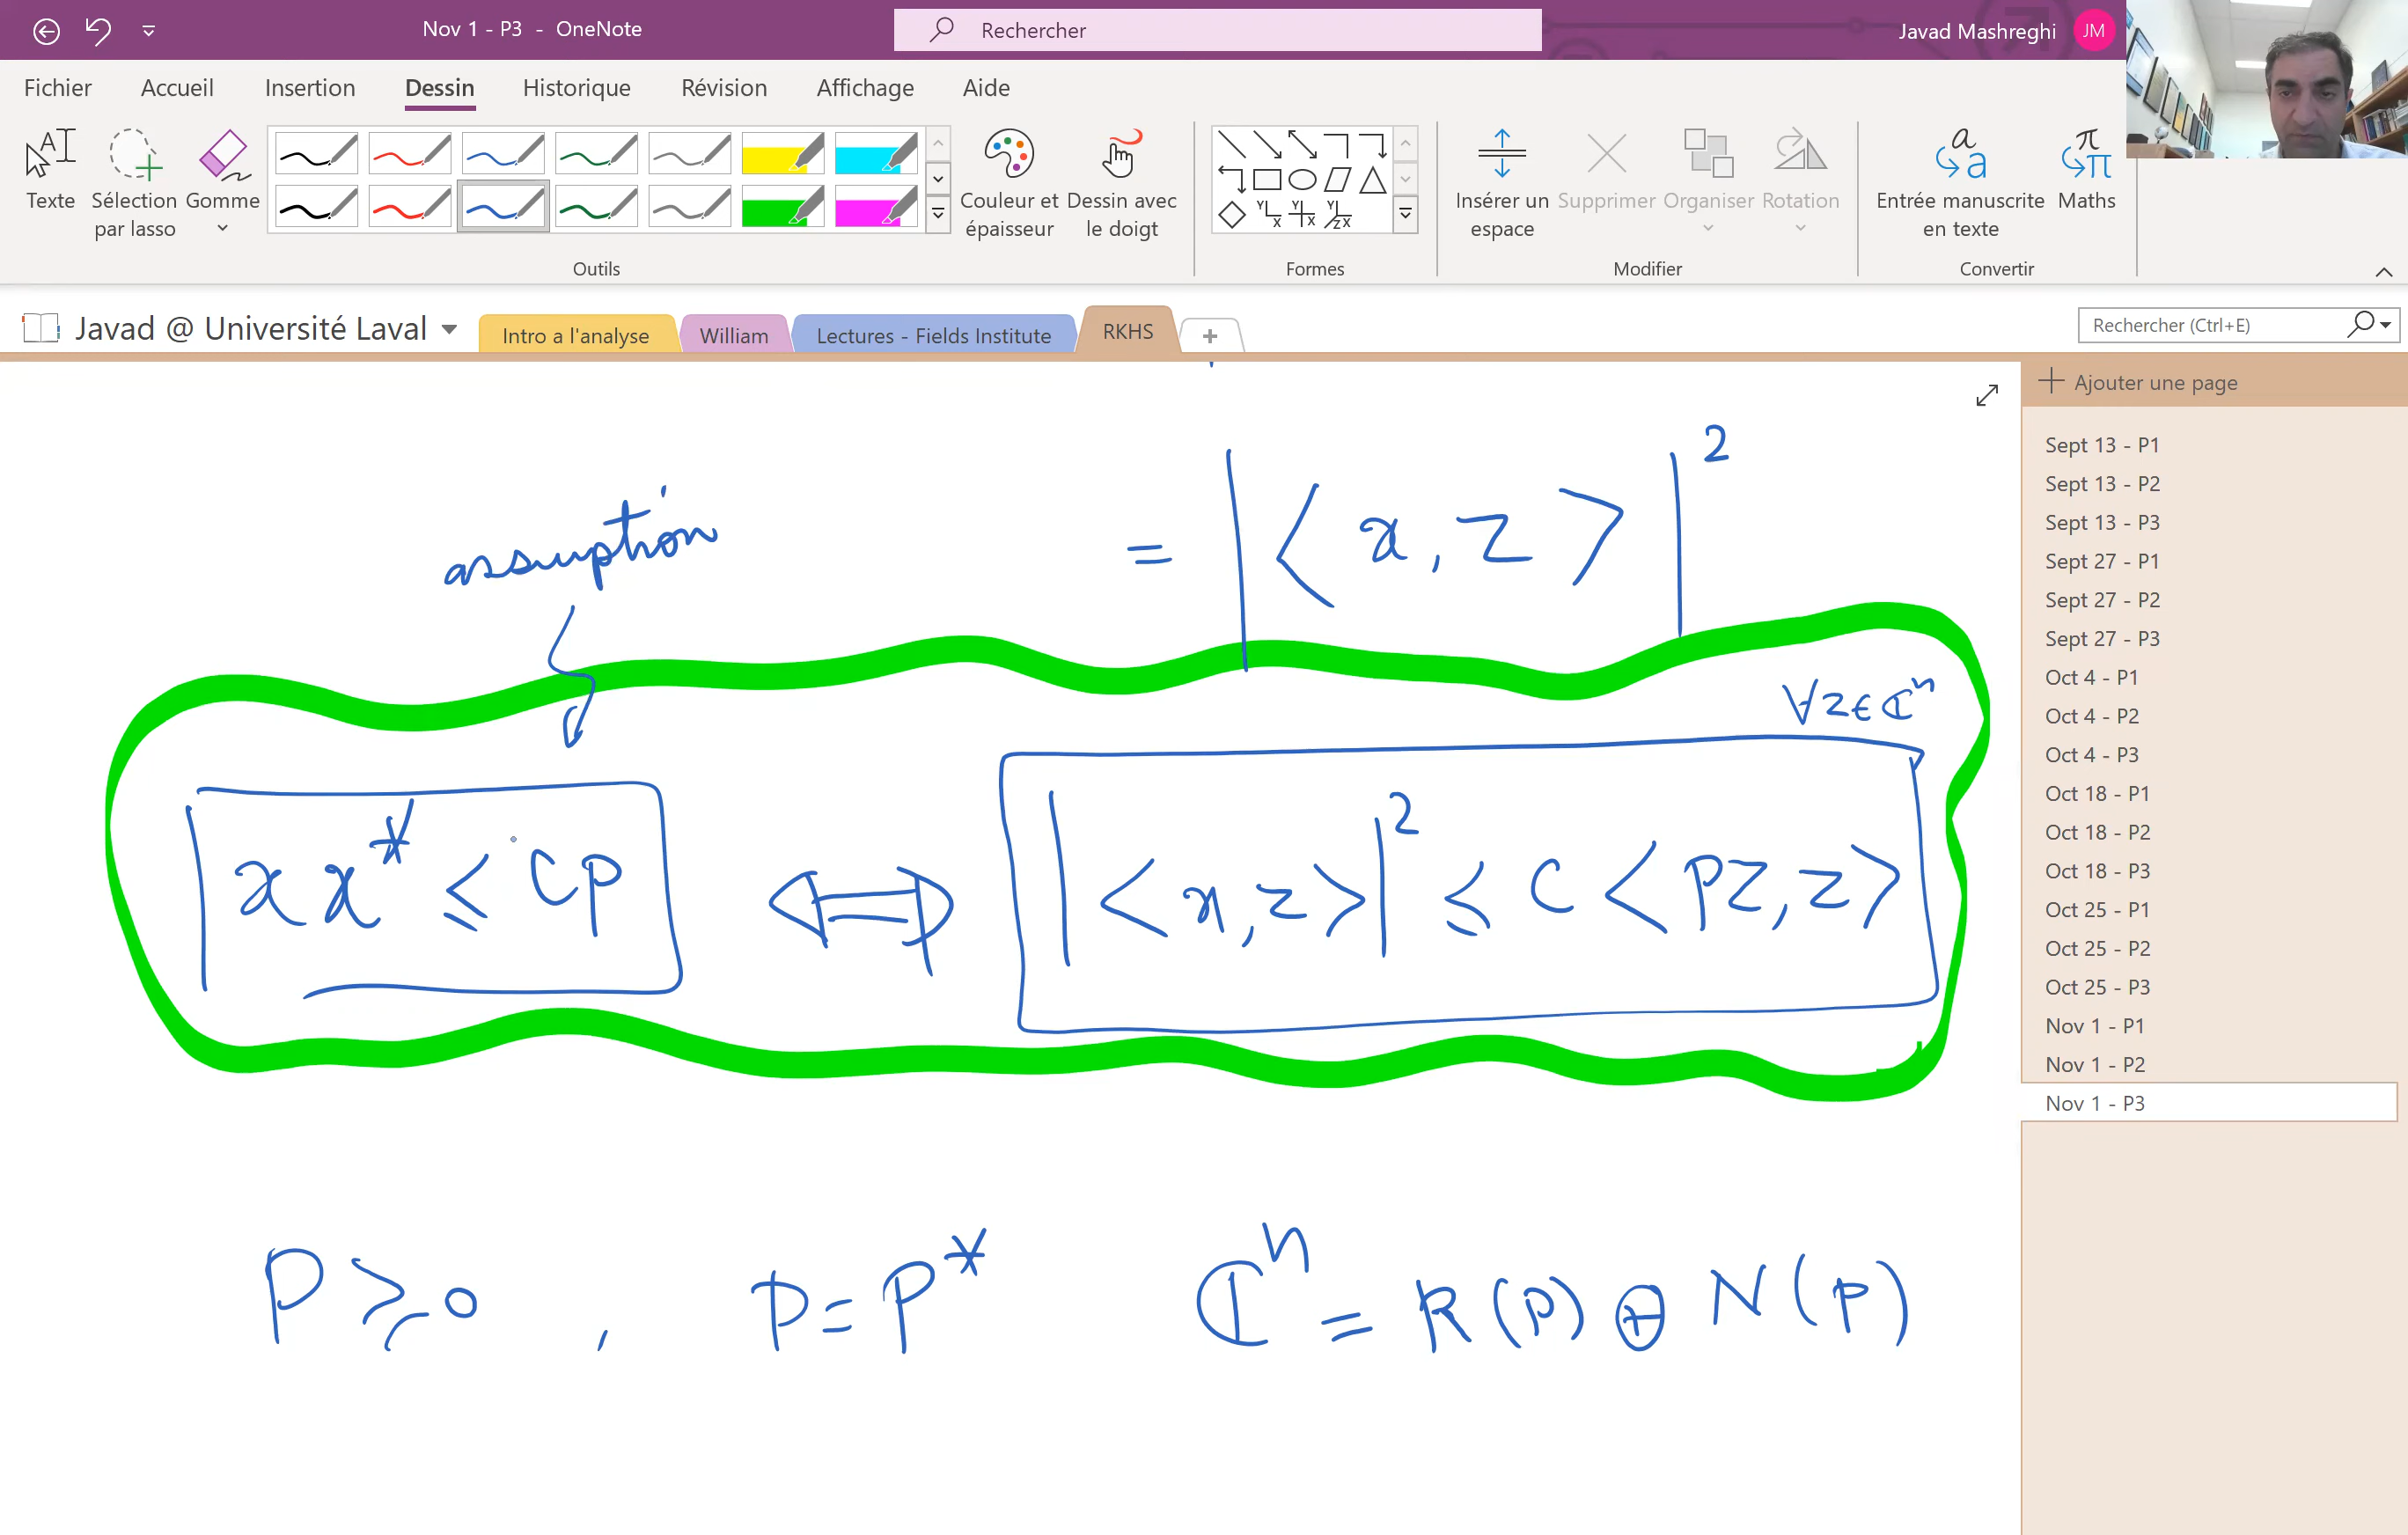 Nov 1 - P3 - OneNote
Rechercher
Javad Mashreghi
JM
Fichier Accueil Insertion Dessin Historique Révision Affichage Aide
Texte
Sélection par lasso
Gomme
Couleur et épaisseur
Dessin avec le doigt
Insérer un espace
Supprimer
Organiser
Rotation
Entrée manuscrite en texte
Maths
Outils
Formes
Modifier
Convertir
Javad @ Université Laval
Intro a l'analyse
William
Lectures - Fields Institute
RKHS
Rechercher (Ctrl+E)
Ajouter une page
Sept 13 - P1
Sept 13 - P2
Sept 13 - P3
Sept 27 - P1
Sept 27 - P2
Sept 27 - P3
Oct 4 - P1
Oct 4 - P2
Oct 4 - P3
Oct 18 - P1
Oct 18 - P2
Oct 18 - P3
Oct 25 - P1
Oct 25 - P2
Oct 25 - P3
Nov 1 - P1
Nov 1 - P2
Nov 1 - P3
= |< x, z >|²
assumption
∀ z ∈ ℂⁿ
x x* ≤ CP ⟺ |< x, z >|² ≤ C < PZ, z >
P ≥ 0 , P = P* ℂⁿ = R(P) ⊕ N(P)